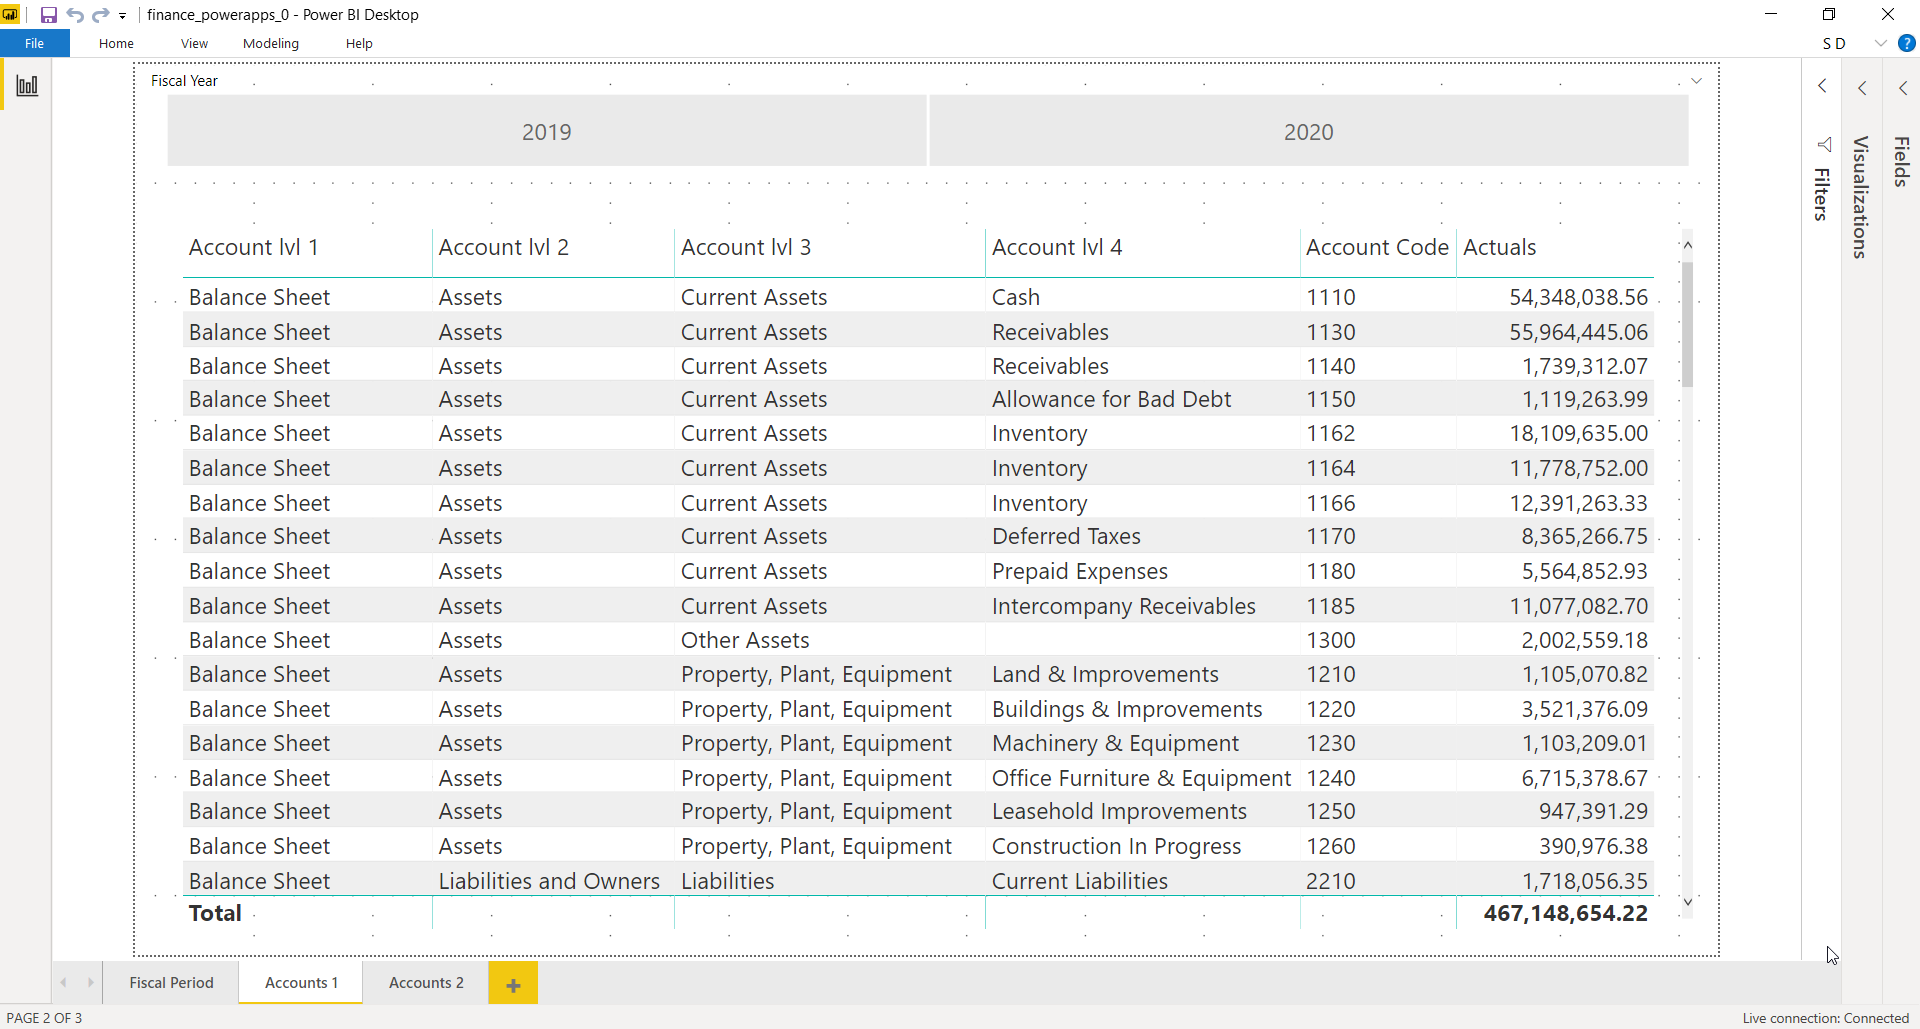 finance_powerapps_0 - Power BI Desktop
File Home View Modeling Help S D ?
Fiscal Year
2019 2020
Filters
Visualizations
Fields
Account lvl 1 Account lvl 2 Account lvl 3 Account lvl 4 Account Code Actuals
Balance Sheet Assets Current Assets Cash 1110 54,348,038.56
Balance Sheet Assets Current Assets Receivables 1130 55,964,445.06
Balance Sheet Assets Current Assets Receivables 1140 1,739,312.07
Balance Sheet Assets Current Assets Allowance for Bad Debt 1150 1,119,263.99
Balance Sheet Assets Current Assets Inventory 1162 18,109,635.00
Balance Sheet Assets Current Assets Inventory 1164 11,778,752.00
Balance Sheet Assets Current Assets Inventory 1166 12,391,263.33
Balance Sheet Assets Current Assets Deferred Taxes 1170 8,365,266.75
Balance Sheet Assets Current Assets Prepaid Expenses 1180 5,564,852.93
Balance Sheet Assets Current Assets Intercompany Receivables 1185 11,077,082.70
Balance Sheet Assets Other Assets 1300 2,002,559.18
Balance Sheet Assets Property, Plant, Equipment Land & Improvements 1210 1,105,070.82
Balance Sheet Assets Property, Plant, Equipment Buildings & Improvements 1220 3,521,376.09
Balance Sheet Assets Property, Plant, Equipment Machinery & Equipment 1230 1,103,209.01
Balance Sheet Assets Property, Plant, Equipment Office Furniture & Equipment 1240 6,715,378.67
Balance Sheet Assets Property, Plant, Equipment Leasehold Improvements 1250 947,391.29
Balance Sheet Assets Property, Plant, Equipment Construction In Progress 1260 390,976.38
Balance Sheet Liabilities and Owners Liabilities Current Liabilities 2210 1,718,056.35
Total 467,148,654.22
Fiscal Period Accounts 1 Accounts 2 +
PAGE 2 OF 3 Live connection: Connected